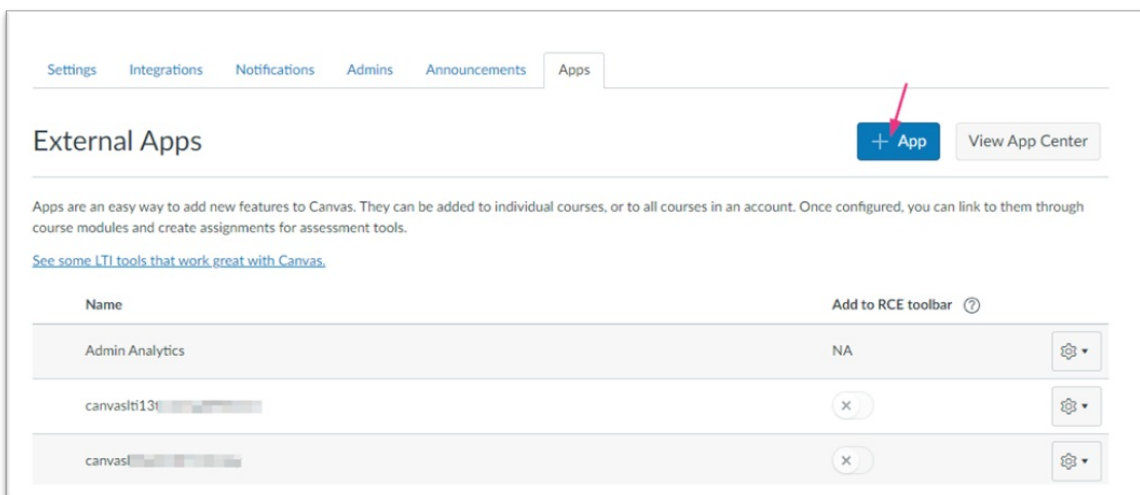 Settings Integrations Notifications Admins Announcements Apps
External Apps
+ App View App Center
Apps are an easy way to add new features to Canvas. They can be added to individual courses, or to all courses in an account. Once configured, you can link to them through
course modules and create assignments for assessment tools.
See some LTI tools that work great with Canvas.
Name Add to RCE toolbar
Admin Analytics NA